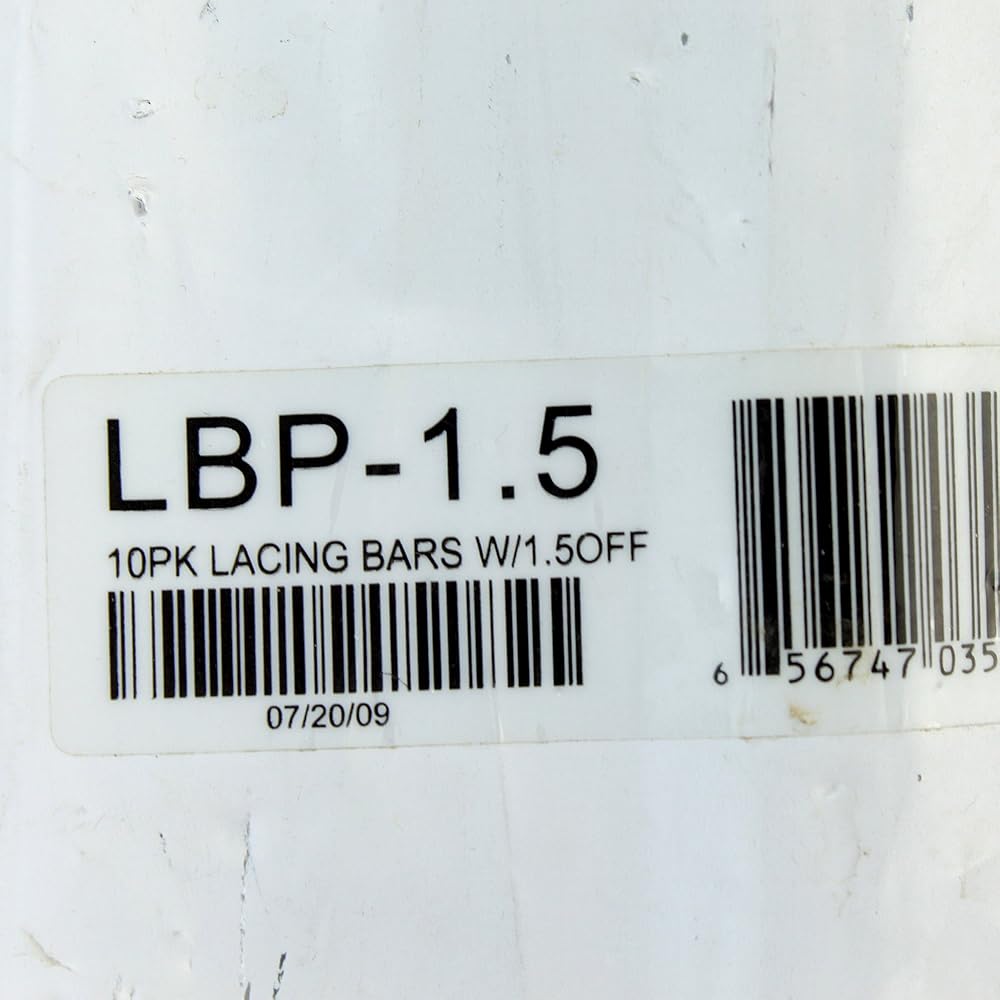 LBP-1.5
10PK LACING BARS W/1.5OFF
07/20/09
6 56747 035